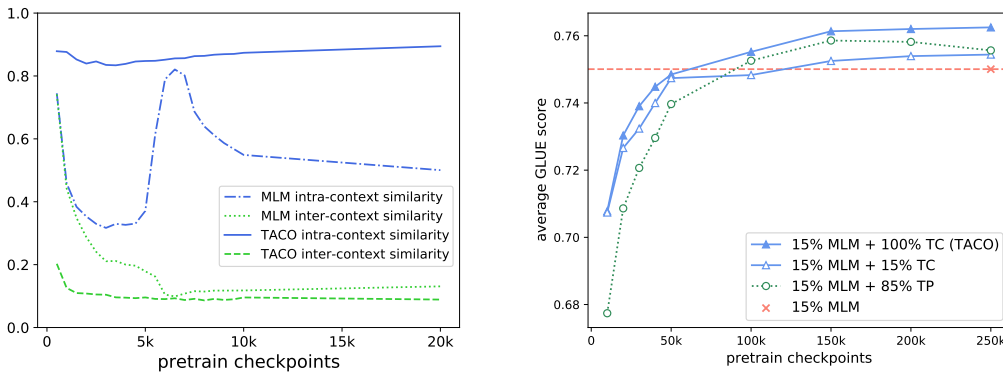 1.0
0.8
0.6
0.4
0.2
0.0
MLM intra-context similarity
MLM inter-context similarity
TACO intra-context similarity
TACO inter-context similarity
0
5k
10k
15k
20k
pretrain checkpoints
average GLUE score
0.76
0.74
0.72
0.70
0.68
15% MLM + 100% TC (TACO)
15% MLM + 15% TC
15% MLM + 85% TP
15% MLM
0
50k
100k
150k
200k
250k
pretrain checkpoints